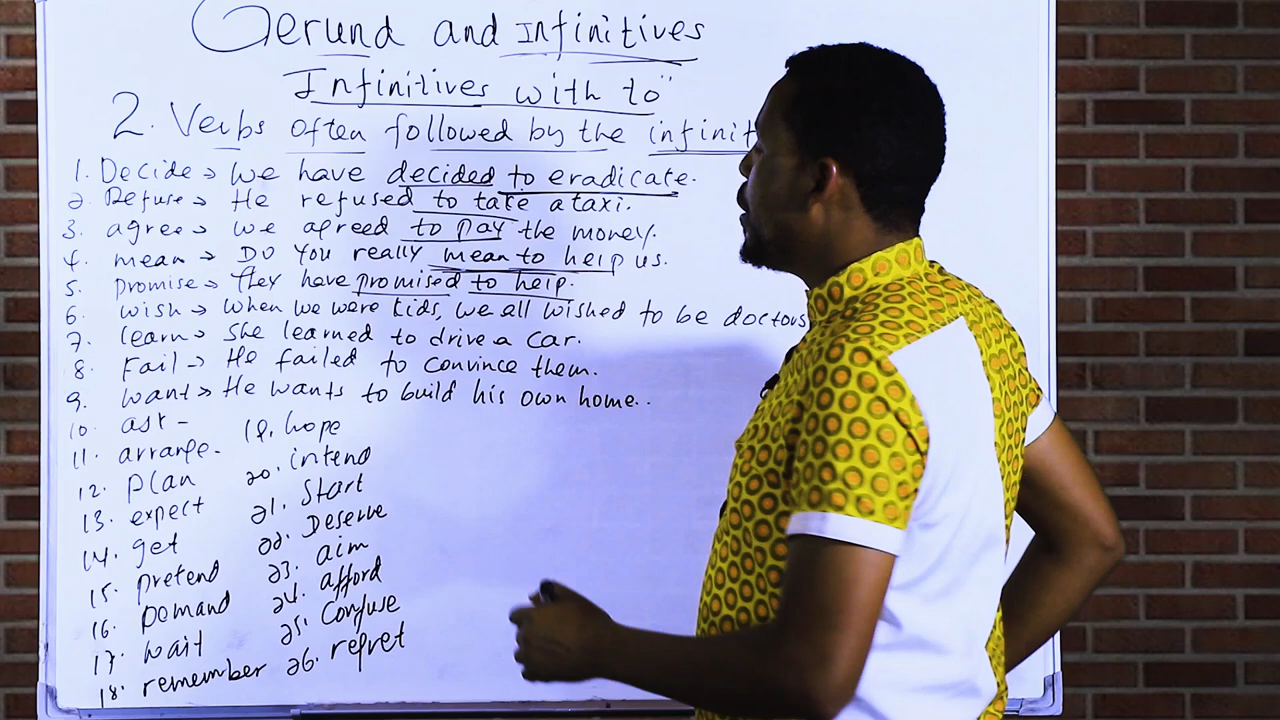 Gerund and Infinitives
Infinitives with to"
2. Verbs often followed by the infinit
1. Decide → We have decided to eradicate.
2. Refuse → He refused to take a taxi.
3. agree → we agreed to pay the money.
4. mean → Do You really mean to help us.
5. promise → They have promised to help.
6. wish → when we were kids, we all wished to be doctors
7. learn → She learned to drive a car.
8. Fail → He failed to convince them.
9. want → He wants to build his own home..
10. ask -
11. arrange -
12. plan
13. expect
14. get
15. pretend
16. Demand
17. wait
18. remember
19. hope
20. intend
21. Start
22. Deserve
23. aim
24. afford
25. Confuse
26. regret